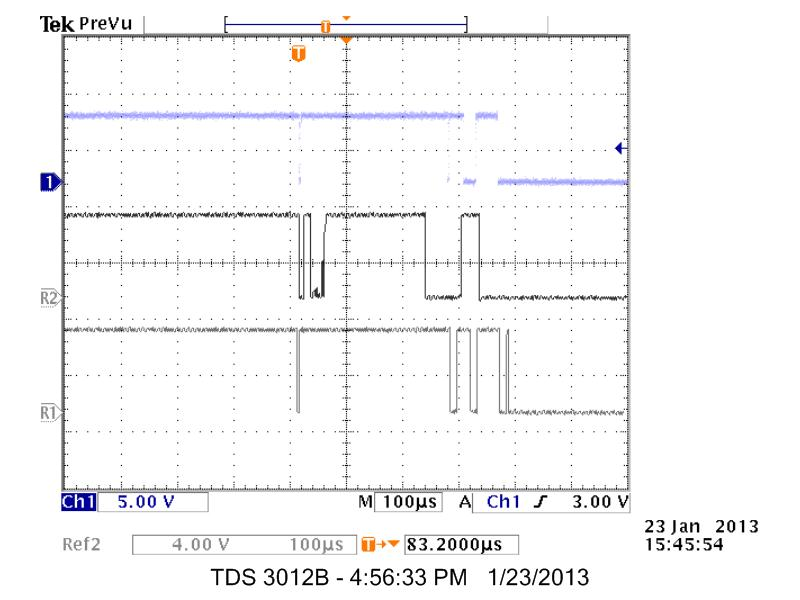 Tek PreVu
T
T
1
R2
R1
Ch1 5.00 V M 100µs A Ch1 3.00 V
23 Jan 2013
Ref2 4.00 V 100µs T 83.2000µs
15:45:54
TDS 3012B - 4:56:33 PM 1/23/2013